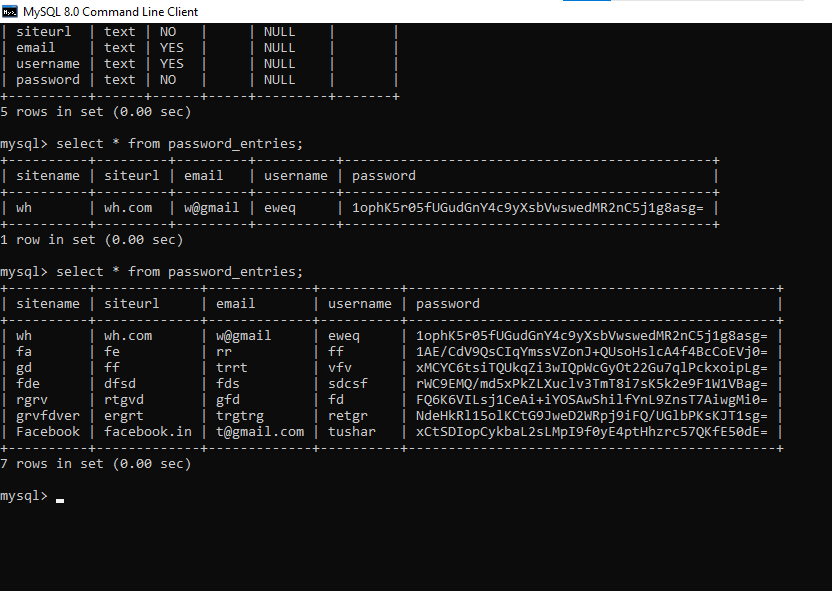 MySQL 8.0 Command Line Client
| siteurl  | text | NO  |     | NULL    |       |
| email    | text | YES |     | NULL    |       |
| username | text | YES |     | NULL    |       |
| password | text | NO  |     | NULL    |       |
+----------+------+-----+-----+---------+-------+
5 rows in set (0.00 sec)
mysql> select * from password_entries;
+----------+---------+---------+----------+----------------------------------------------+
| sitename | siteurl | email   | username | password                                     |
+----------+---------+---------+----------+----------------------------------------------+
| wh       | wh.com  | w@gmail | eweq     | 1ophK5r05fUGudGnY4c9yXsbVwswedMR2nC5j1g8asg= |
+----------+---------+---------+----------+----------------------------------------------+
1 row in set (0.00 sec)
mysql> select * from password_entries;
+----------+-------------+-------------+----------+----------------------------------------------+
| sitename | siteurl     | email       | username | password                                     |
+----------+-------------+-------------+----------+----------------------------------------------+
| wh       | wh.com      | w@gmail     | eweq     | 1ophK5r05fUGudGnY4c9yXsbVwswedMR2nC5j1g8asg= |
| fa       | fe          | rr          | ff       | 1AE/CdV9QsCIqYmssVZonJ+QUsoHslcA4f4BcCoEVj0= |
| gd       | ff          | trrt        | vfv      | xMCYC6tsiTQUkqZi3wIQpWcGyOt22Gu7qlPckxoipLg= |
| fde      | dfsd        | fds         | sdcsf    | rWC9EMQ/md5xPkZLXuclv3TmT8i7sK5k2e9F1W1VBag= |
| rgrv     | rtgvd       | gfd         | fd       | FQ6K6VILsj1CeAi+iYOSAwShilfYnL9ZnsT7AiwgMi0= |
| grvfdver | ergrt       | trgtrg      | retgr    | NdeHkRl15olKCtG9JweD2WRpj9iFQ/UGlbPKsKJT1sg= |
| Facebook | facebook.in | t@gmail.com | tushar   | xCtSDIopCykbaL2sLMpI9f0yE4ptHhzrc57QKfE50dE= |
+----------+-------------+-------------+----------+----------------------------------------------+
7 rows in set (0.00 sec)
mysql>